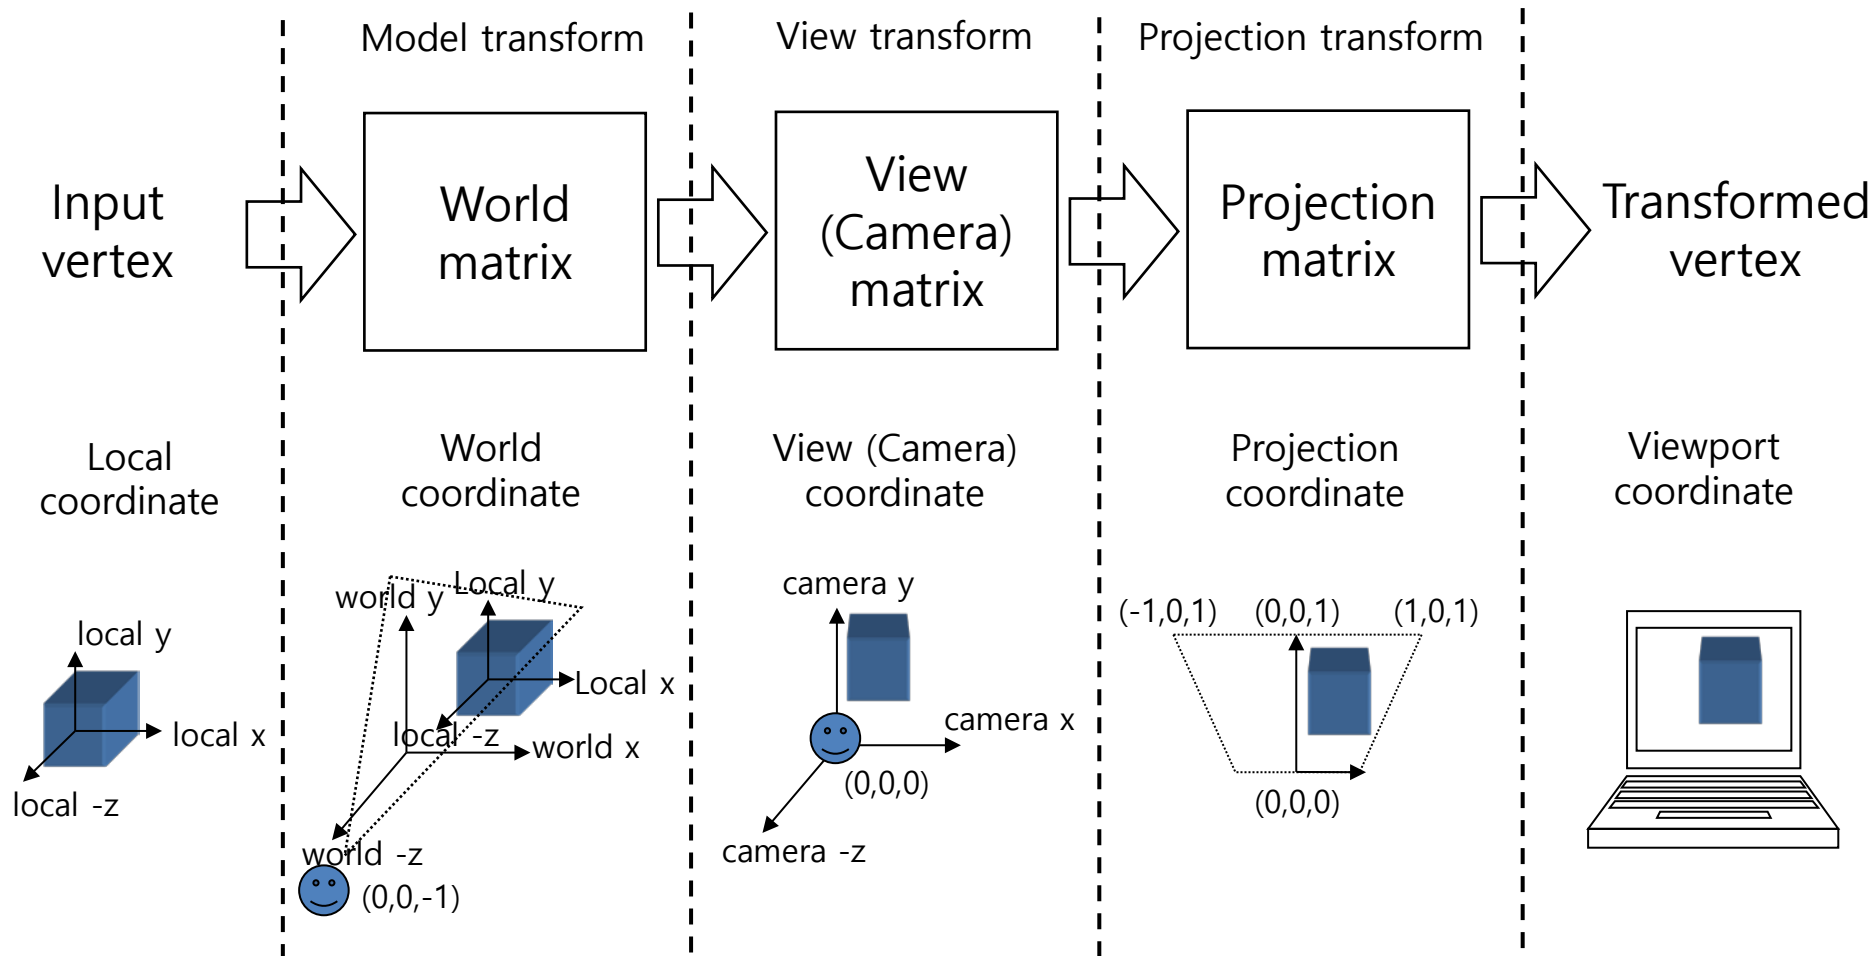 Model transform
View transform
Projection transform
Input
vertex
World
matrix
View
(Camera)
matrix
Projection
matrix
Transformed
vertex
Local
coordinate
World
coordinate
View (Camera)
coordinate
Projection
coordinate
Viewport
coordinate
local y
local x
local -z
world y
Local y
Local x
local -z
world x
world -z
(0,0,-1)
camera y
camera x
(0,0,0)
camera -z
(-1,0,1)
(0,0,1)
(1,0,1)
(0,0,0)